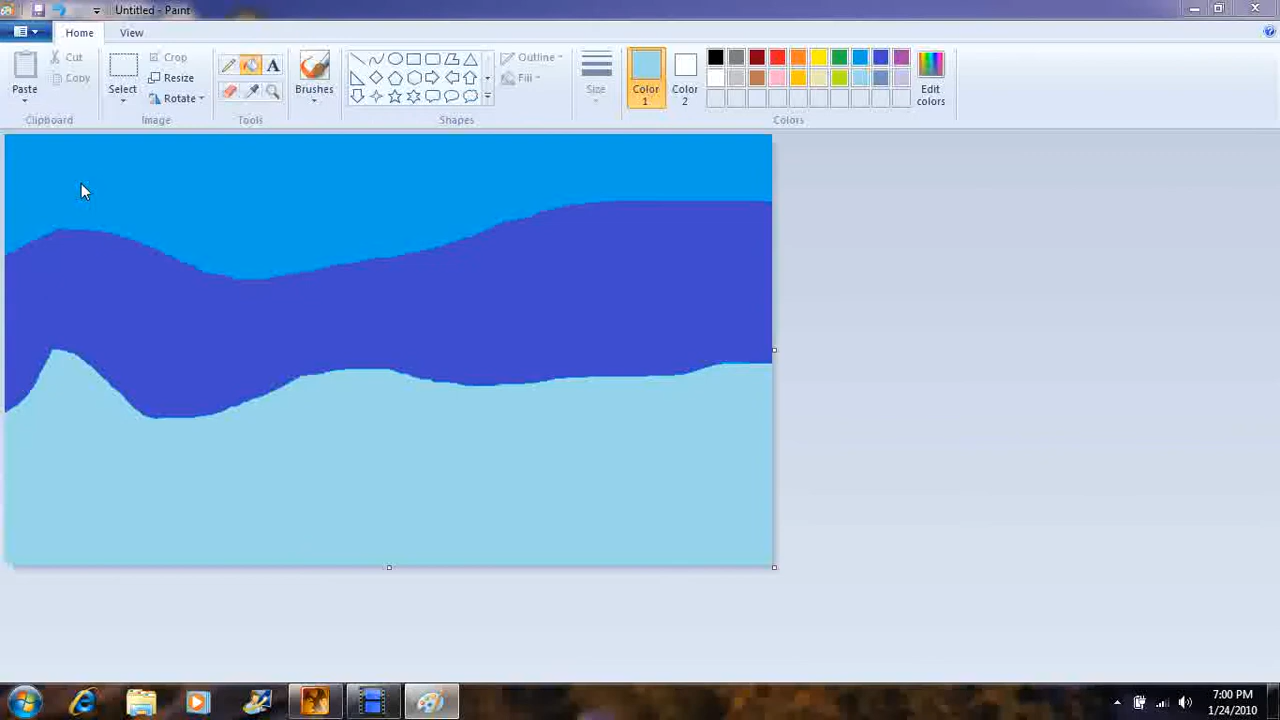 Untitled - Paint
Home View
Paste Cut Copy
Select Crop Resize Rotate
A
Brushes
Outline Fill
Size
Color 1 Color 2
Edit colors
Clipboard Image Tools Shapes Colors
7:00 PM
1/24/2010